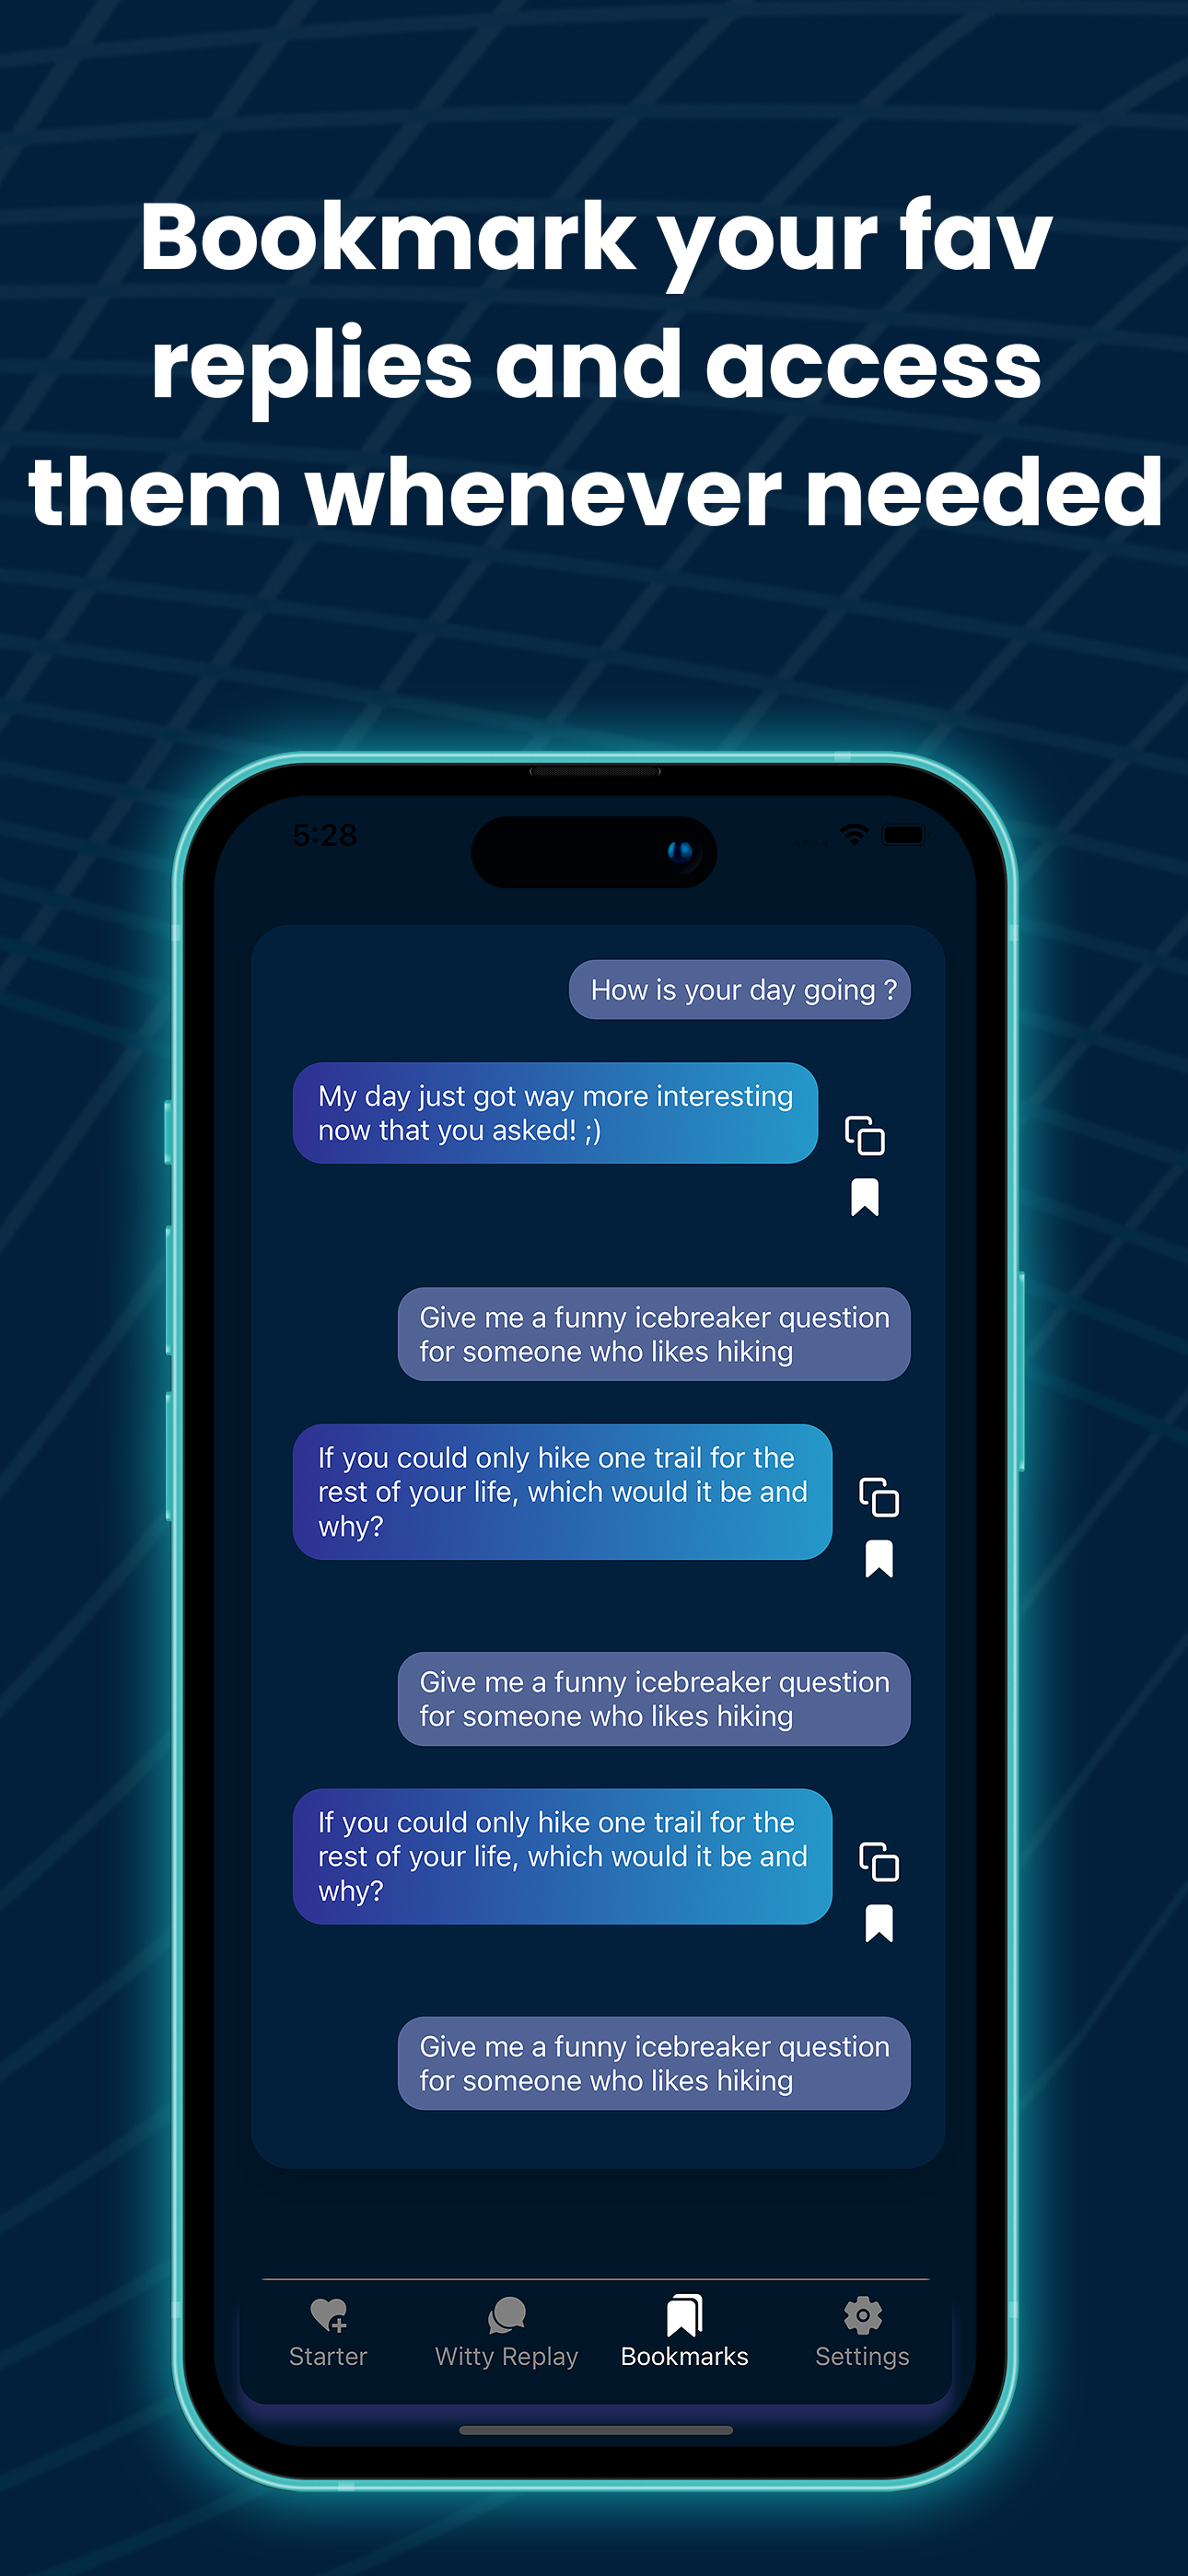 Bookmark your fav
replies and access
them whenever needed
5:28
How is your day going ?
My day just got way more interesting
now that you asked! ;)
Give me a funny icebreaker question
for someone who likes hiking
If you could only hike one trail for the
rest of your life, which would it be and
why?
Give me a funny icebreaker question
for someone who likes hiking
If you could only hike one trail for the
rest of your life, which would it be and
why?
Give me a funny icebreaker question
for someone who likes hiking
Starter
Witty Replay
Bookmarks
Settings